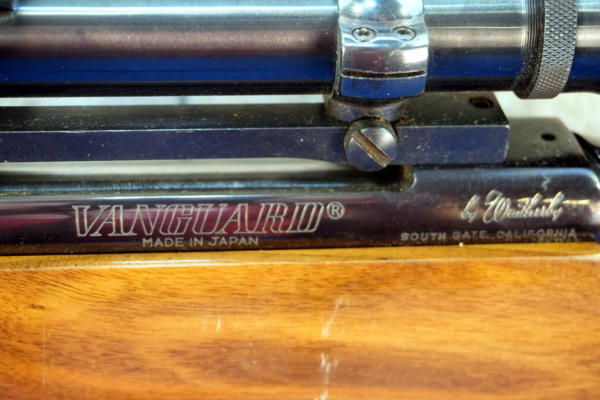 VANGUARD®
MADE IN JAPAN
by Weatherby
SOUTH GATE, CALIFORNIA